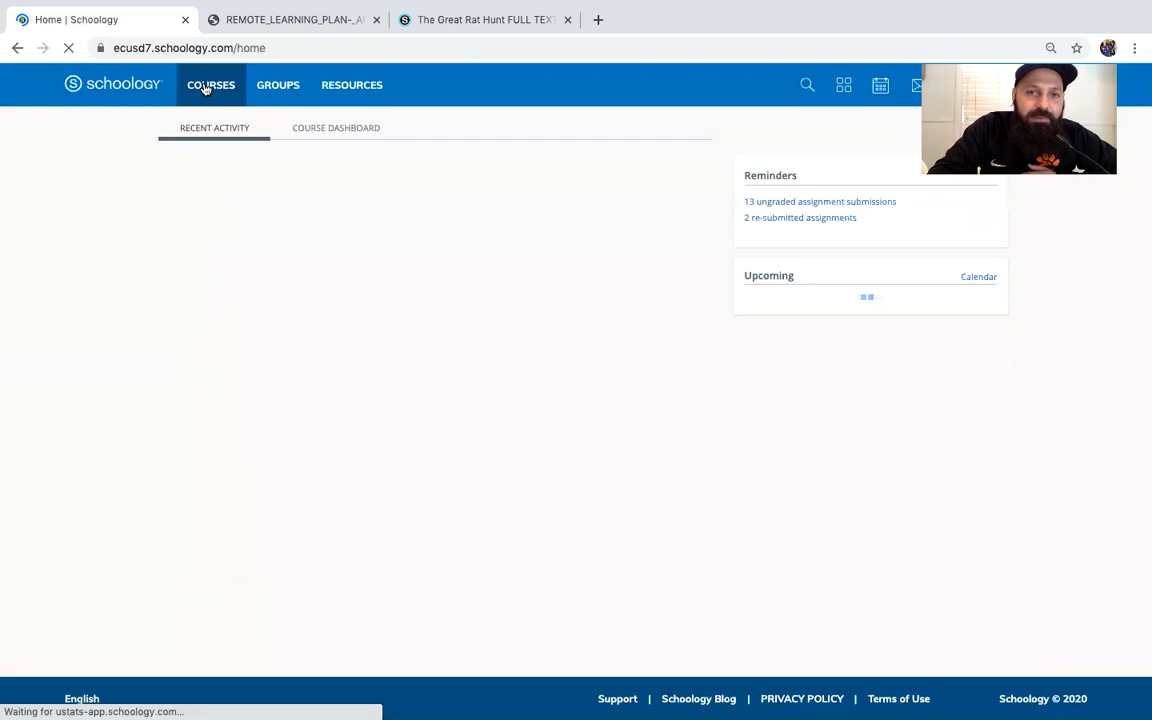 Home | Schoology
REMOTE_LEARNING_PLAN-_A
The Great Rat Hunt FULL TEXT
ecusd7.schoology.com/home
schoology
COURSES
GROUPS
RESOURCES
RECENT ACTIVITY
COURSE DASHBOARD
Reminders
13 ungraded assignment submissions
2 re-submitted assignments
Upcoming
Calendar
English
Support | Schoology Blog | PRIVACY POLICY | Terms of Use
Schoology © 2020
Waiting for ustats-app.schoology.com...